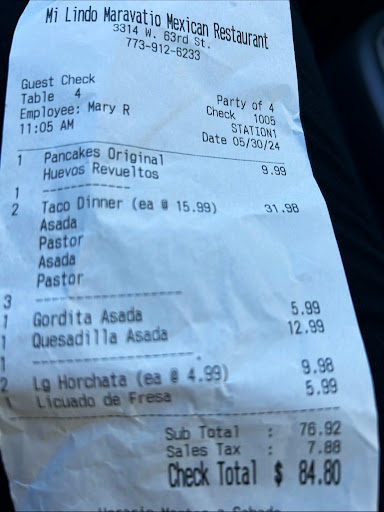 Mi Lindo Maravatio Mexican Restaurant
3314 W. 63rd St.
773-912-6233
Guest Check
Table 4 Party of 4
Employee: Mary R Check 1005
11:05 AM STATION1
Date 05/30/24
1 Pancakes Original 9.99
Huevos Revueltos
1 -------------
2 Taco Dinner (ea @ 15.99) 31.98
Asada
Pastor
Asada
Pastor
3 --------------------
1 Gordita Asada 5.99
1 Quesadilla Asada 12.99
1 ----------------------
2 Lg Horchata (ea @ 4.99) 9.98
1 Licuado de Fresa 5.99
Sub Total : 76.92
Sales Tax : 7.88
Check Total $ 84.80